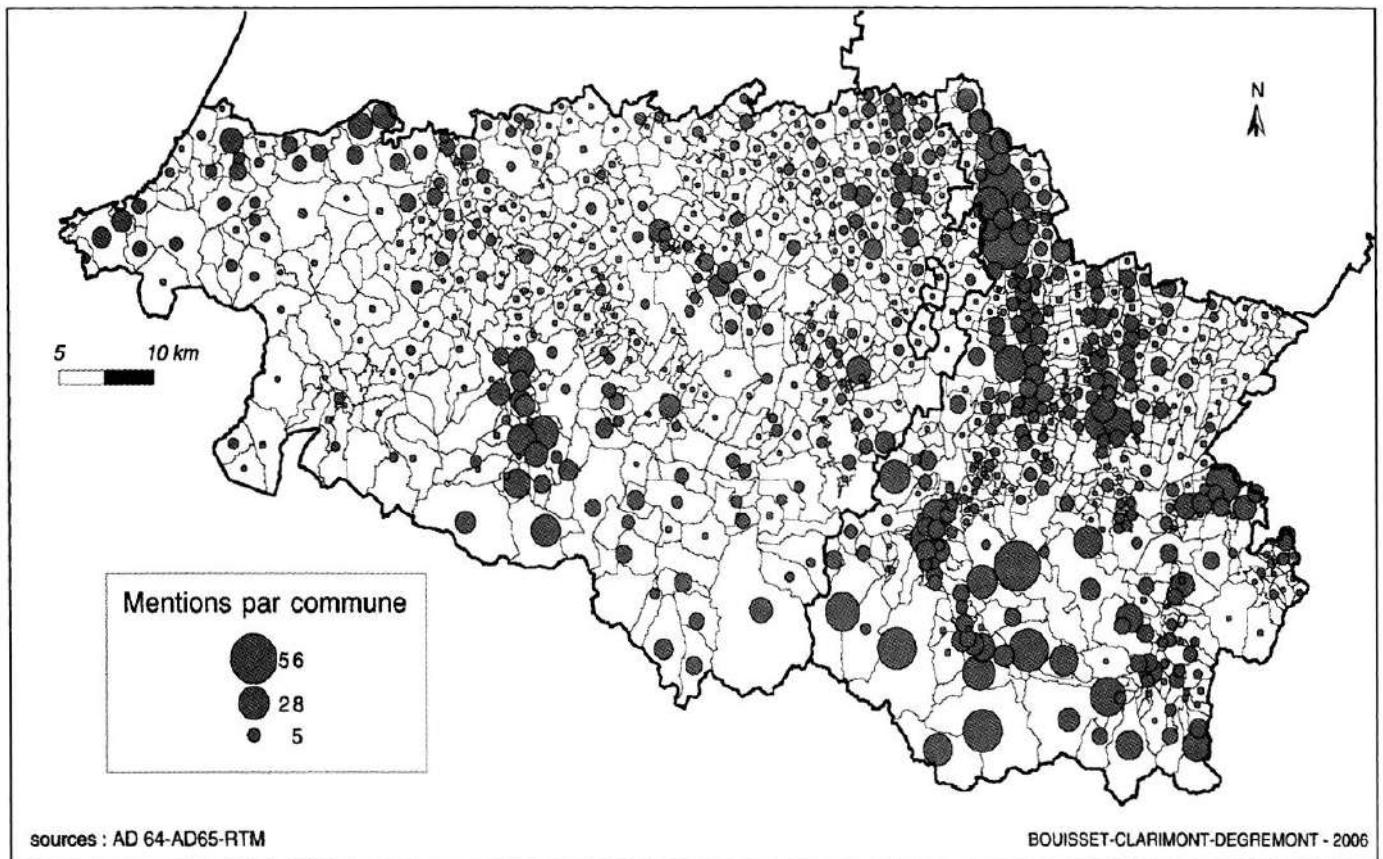 N
5 10 km
Mentions par commune
56
28
5
sources : AD 64-AD65-RTM
BOUISSET-CLARIMONT-DEGREMONT - 2006